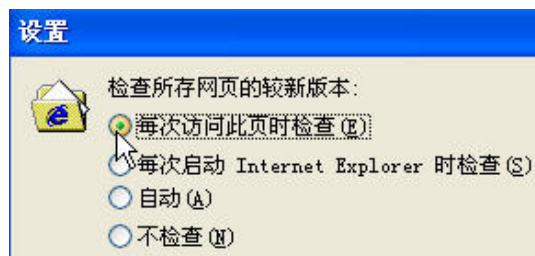 设置
检查所存网页的较新版本:
每次访问此页时检查(E)
每次启动 Internet Explorer 时检查(S)
自动(A)
不检查(N)